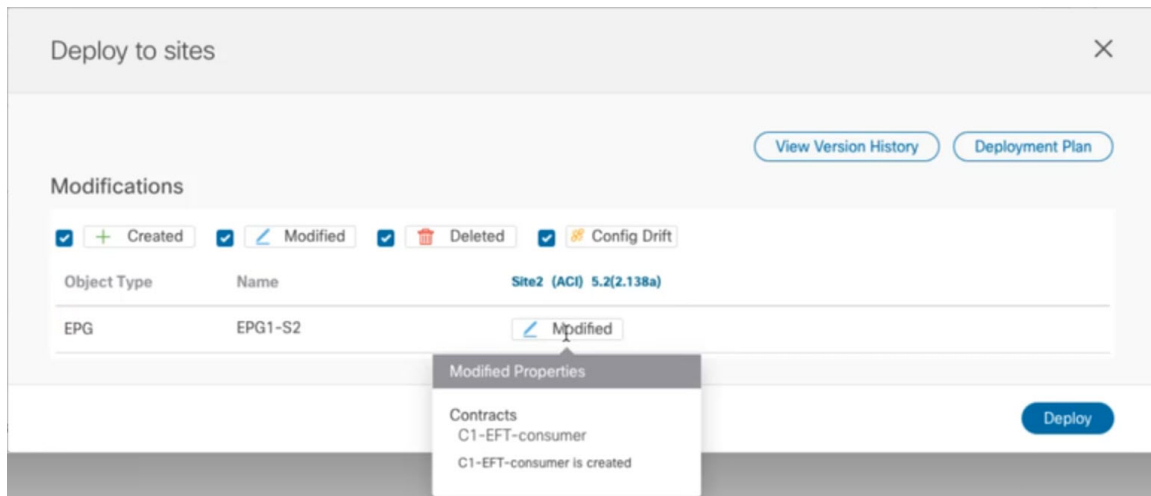 Deploy to sites
View Version History
Deployment Plan
Modifications
Created
Modified
Deleted
Config Drift
Object Type
Name
Site2 (ACI) 5.2(2.138a)
EPG
EPG1-S2
Modified
Modified Properties
Contracts
C1-EFT-consumer
C1-EFT-consumer is created
Deploy